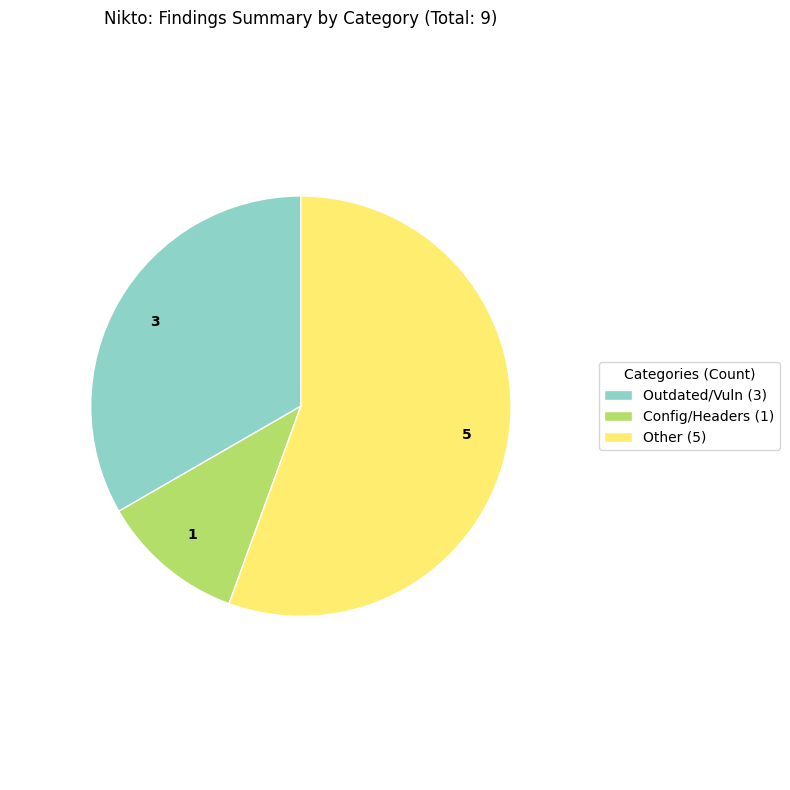 Nikto: Findings Summary by Category (Total: 9)
3
5
1
Categories (Count)
Outdated/Vuln (3)
Config/Headers (1)
Other (5)